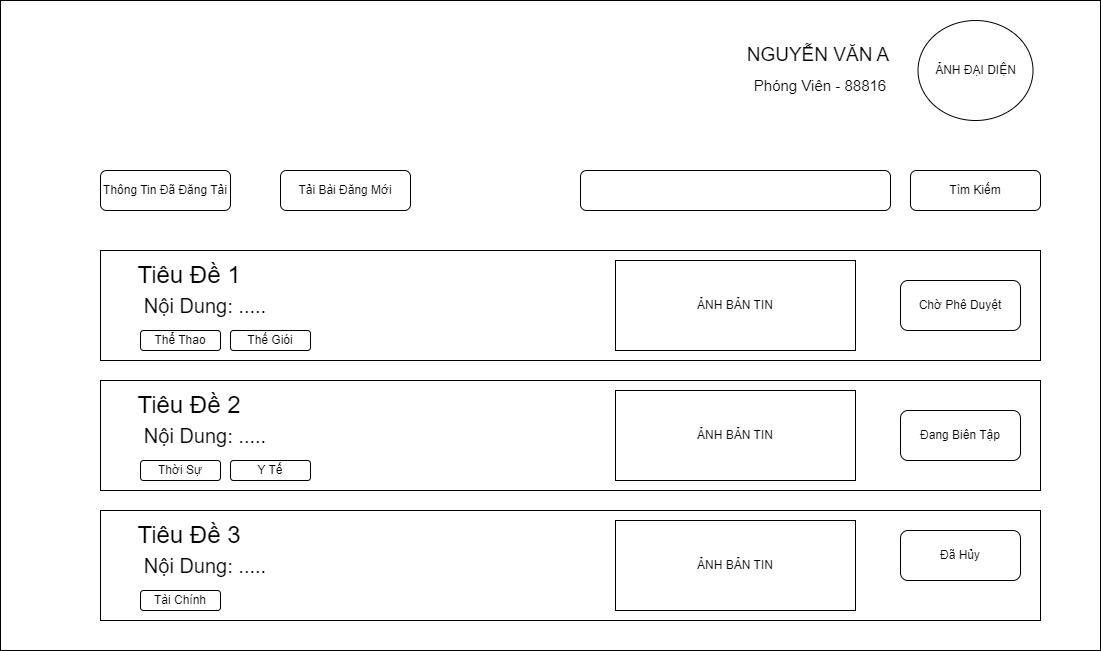 NGUYỄN VĂN A
Phóng Viên - 88816
ẢNH ĐẠI DIỆN
Thông Tin Đã Đăng Tải
Tải Bài Đăng Mới
Tìm Kiếm
Tiêu Đề 1
Nội Dung: .....
Thể Thao
Thế Giói
ẢNH BẢN TIN
Chờ Phê Duyệt
Tiêu Đề 2
Nội Dung: .....
Thời Sự
Y Tế
ẢNH BẢN TIN
Đang Biên Tập
Tiêu Đề 3
Nội Dung: .....
Tài Chính
ẢNH BẢN TIN
Đã Hủy